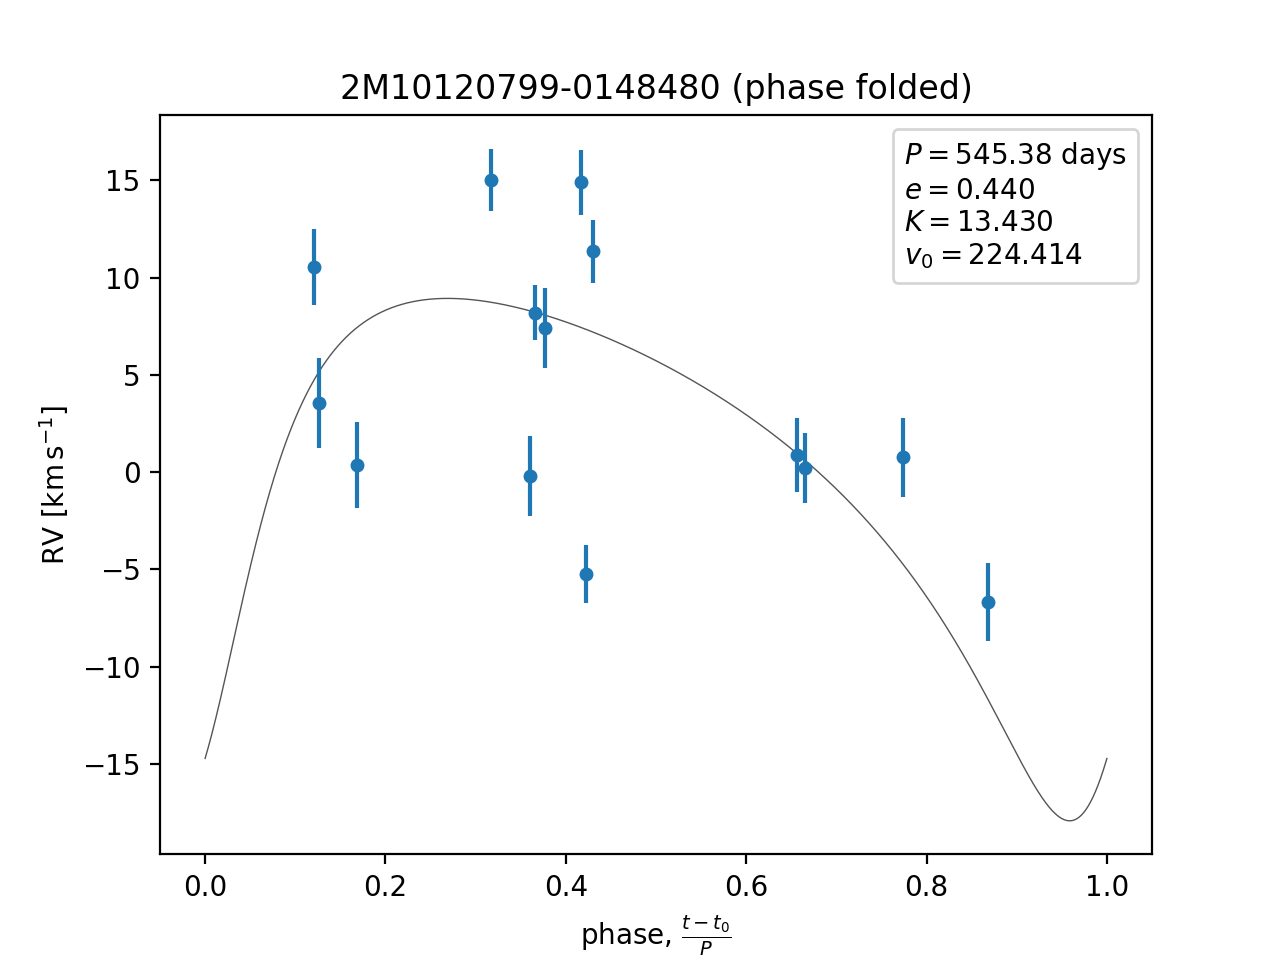 2M10120799-0148480 (phase folded)
P = 545.38 days
e = 0.440
K = 13.430
v₀ = 224.414
15
10
5
0
−5
−10
−15
RV [km s⁻¹]
0.0 0.2 0.4 0.6 0.8 1.0
phase, (t − t₀)/P